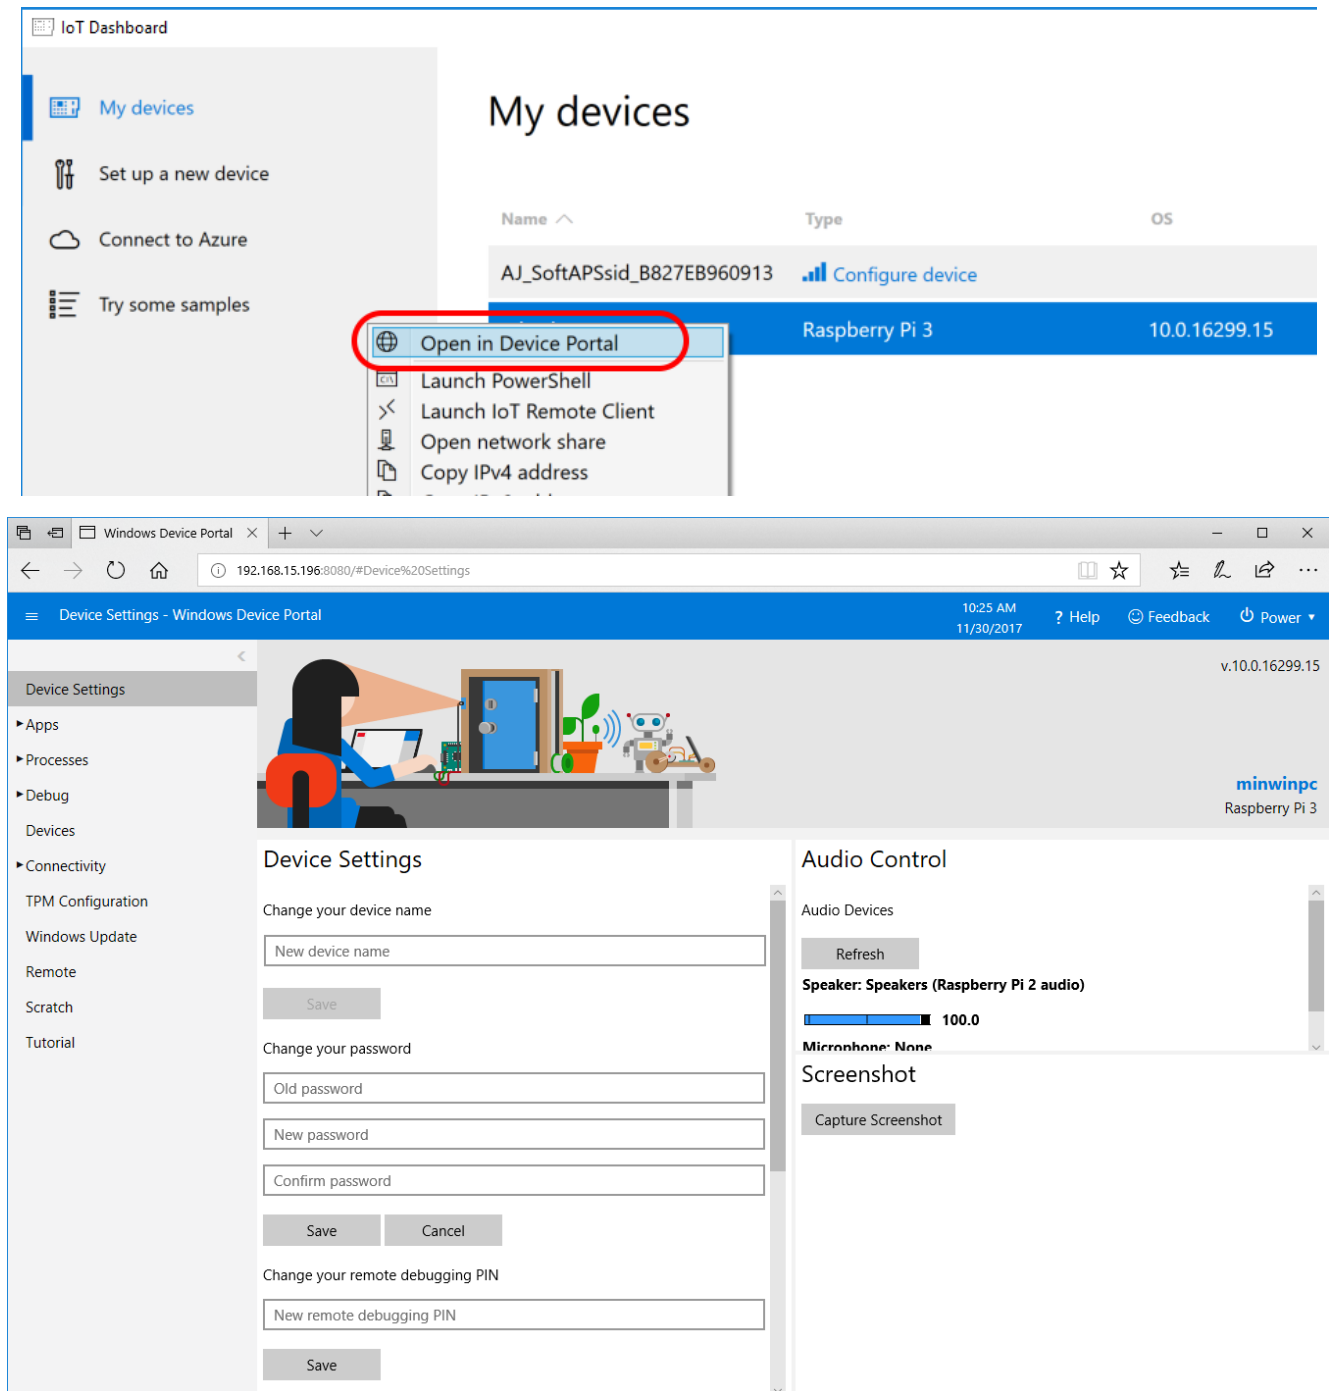 IoT Dashboard
My devices
Set up a new device
Connect to Azure
Try some samples
My devices
Name Type OS
AJ_SoftAPSsid_B827EB960913 Configure device
Raspberry Pi 3 10.0.16299.15
Open in Device Portal
Launch PowerShell
Launch IoT Remote Client
Open network share
Copy IPv4 address
Windows Device Portal
192.168.15.196:8080/#Device%20Settings
Device Settings - Windows Device Portal
10:25 AM
11/30/2017
? Help Feedback Power
v.10.0.16299.15
minwinpc
Raspberry Pi 3
Device Settings
Apps
Processes
Debug
Devices
Connectivity
TPM Configuration
Windows Update
Remote
Scratch
Tutorial
Device Settings
Change your device name
New device name
Save
Change your password
Old password
New password
Confirm password
Save Cancel
Change your remote debugging PIN
New remote debugging PIN
Save
Audio Control
Audio Devices
Refresh
Speaker: Speakers (Raspberry Pi 2 audio)
100.0
Microphone: None
Screenshot
Capture Screenshot